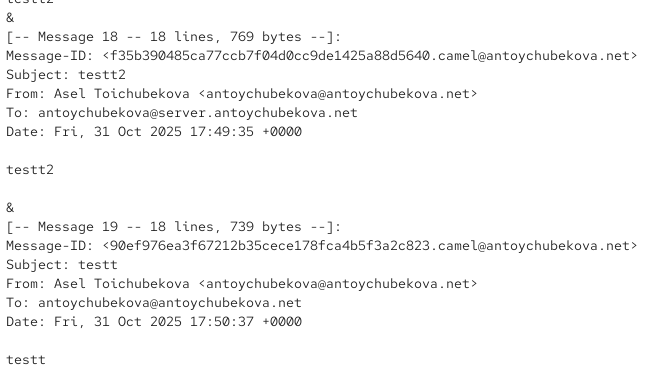 testt2
&
[-- Message 18 -- 18 lines, 769 bytes --]:
Message-ID: <f35b390485ca77ccb7f04d0cc9de1425a88d5640.camel@antoychubekova.net>
Subject: testt2
From: Asel Toichubekova <antoychubekova@antoychubekova.net>
To: antoychubekova@server.antoychubekova.net
Date: Fri, 31 Oct 2025 17:49:35 +0000
testt2
&
[-- Message 19 -- 18 lines, 739 bytes --]:
Message-ID: <90ef976ea3f67212b35cece178fca4b5f3a2c823.camel@antoychubekova.net>
Subject: testt
From: Asel Toichubekova <antoychubekova@antoychubekova.net>
To: antoychubekova@antoychubekova.net
Date: Fri, 31 Oct 2025 17:50:37 +0000
testt